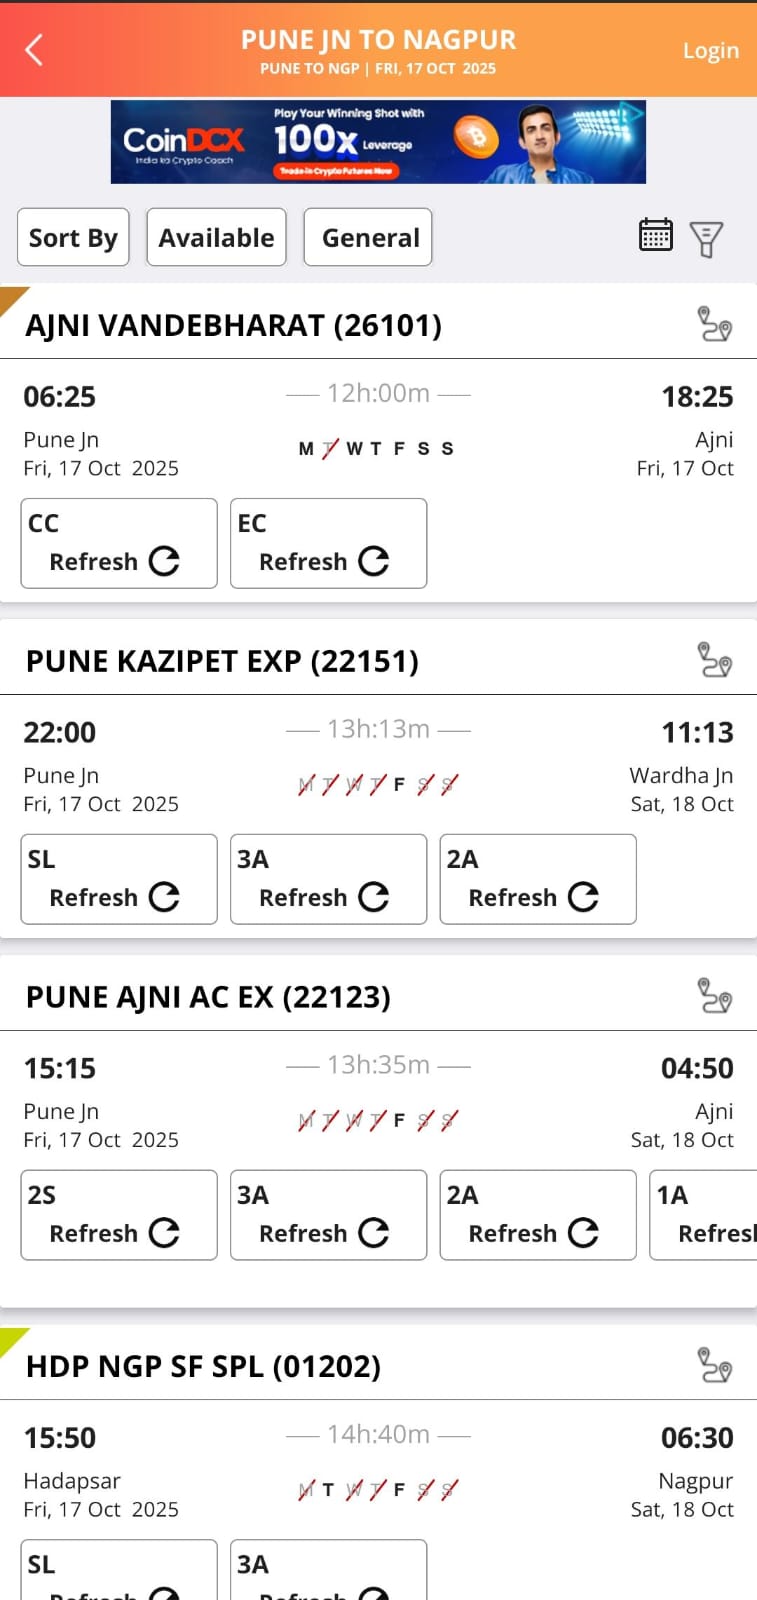 PUNE JN TO NAGPUR
PUNE TO NGP | FRI, 17 OCT 2025
Login
CoinDCX
India ka Crypto Coach
Play Your Winning Shot with
100x Leverage
Trade in Crypto Futures Now
Sort By
Available
General
AJNI VANDEBHARAT (26101)
06:25
12h:00m
18:25
Pune Jn
M T W T F S S
Ajni
Fri, 17 Oct 2025
Fri, 17 Oct
CC
EC
Refresh
Refresh
PUNE KAZIPET EXP (22151)
22:00
13h:13m
11:13
Pune Jn
M T W T F S S
Wardha Jn
Fri, 17 Oct 2025
Sat, 18 Oct
SL
3A
2A
Refresh
Refresh
Refresh
PUNE AJNI AC EX (22123)
15:15
13h:35m
04:50
Pune Jn
M T W T F S S
Ajni
Fri, 17 Oct 2025
Sat, 18 Oct
2S
3A
2A
1A
Refresh
Refresh
Refresh
Refresh
HDP NGP SF SPL (01202)
15:50
14h:40m
06:30
Hadapsar
M T W T F S S
Nagpur
Fri, 17 Oct 2025
Sat, 18 Oct
SL
3A
Refresh
Refresh